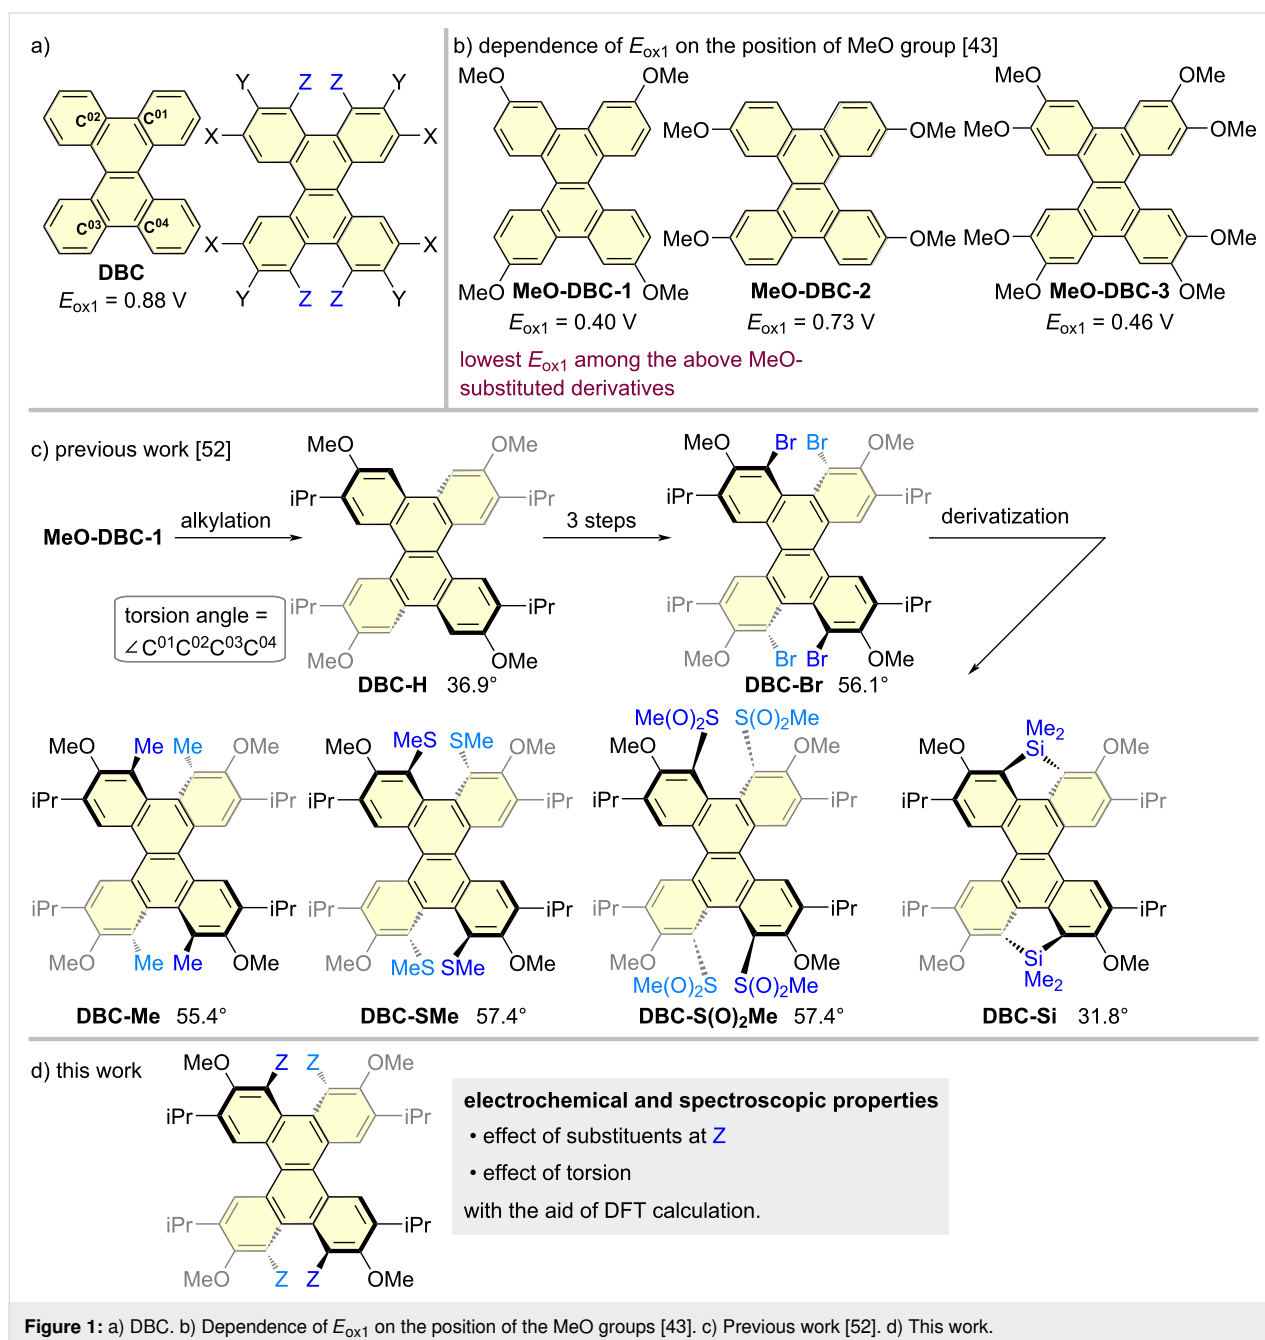 a)
C⁰² C⁰¹
C⁰³ C⁰⁴
DBC
Eox1 = 0.88 V
Y Z Z Y
X X
X X
Y Z Z Y
b) dependence of Eox1 on the position of MeO group [43]
MeO OMe
MeO OMe
MeO-DBC-1
Eox1 = 0.40 V
MeO OMe
MeO OMe
MeO-DBC-2
Eox1 = 0.73 V
MeO OMe
MeO OMe
MeO OMe
MeO OMe
MeO-DBC-3
Eox1 = 0.46 V
lowest Eox1 among the above MeO-
substituted derivatives
c) previous work [52]
MeO-DBC-1
alkylation
torsion angle =
∠C⁰¹C⁰²C⁰³C⁰⁴
MeO OMe
iPr iPr
iPr iPr
MeO OMe
DBC-H 36.9°
3 steps
MeO Br Br OMe
iPr iPr
iPr iPr
MeO Br Br OMe
DBC-Br 56.1°
derivatization
MeO Me Me OMe
iPr iPr
iPr iPr
MeO Me Me OMe
DBC-Me 55.4°
MeO MeS SMe OMe
iPr iPr
iPr iPr
MeO MeS SMe OMe
DBC-SMe 57.4°
Me(O)₂S S(O)₂Me
MeO OMe
iPr iPr
iPr iPr
MeO OMe
Me(O)₂S S(O)₂Me
DBC-S(O)₂Me 57.4°
Me₂
MeO Si OMe
iPr iPr
iPr iPr
MeO Si OMe
Me₂
DBC-Si 31.8°
d) this work
MeO Z Z OMe
iPr iPr
iPr iPr
MeO Z Z OMe
electrochemical and spectroscopic properties
• effect of substituents at Z
• effect of torsion
with the aid of DFT calculation.
Figure 1: a) DBC. b) Dependence of Eox1 on the position of the MeO groups [43]. c) Previous work [52]. d) This work.